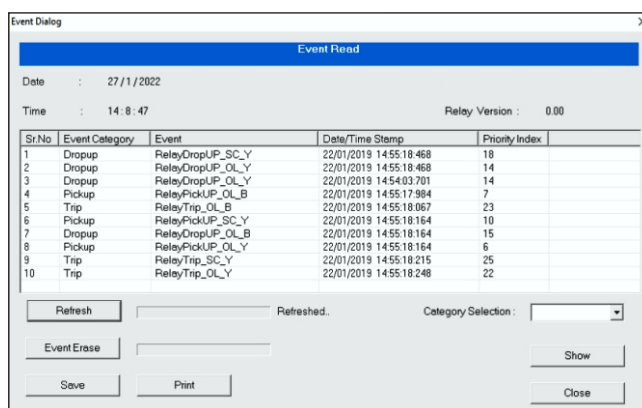 Event Dialog
Event Read
Date : 27/1/2022
Time : 14:8:47 Relay Version : 0.00
Sr.No Event Category Event Date/Time Stamp Priority Index
1 Dropup RelayDropUP_SC_Y 22/01/2019 14:55:18:468 18
2 Dropup RelayDropUP_OL_Y 22/01/2019 14:55:18:468 14
3 Dropup RelayDropUP_OL_Y 22/01/2019 14:54:03:701 14
4 Pickup RelayPickUP_OL_B 22/01/2019 14:55:17:984 7
5 Trip RelayTrip_OL_B 22/01/2019 14:55:18:067 23
6 Pickup RelayPickUP_SC_Y 22/01/2019 14:55:18:164 10
7 Dropup RelayDropUP_OL_B 22/01/2019 14:55:18:164 15
8 Pickup RelayPickUP_OL_Y 22/01/2019 14:55:18:164 6
9 Trip RelayTrip_SC_Y 22/01/2019 14:55:18:215 25
10 Trip RelayTrip_OL_Y 22/01/2019 14:55:18:248 22
Refresh Refreshed.. Category Selection :
Event Erase
Show
Save Print
Close